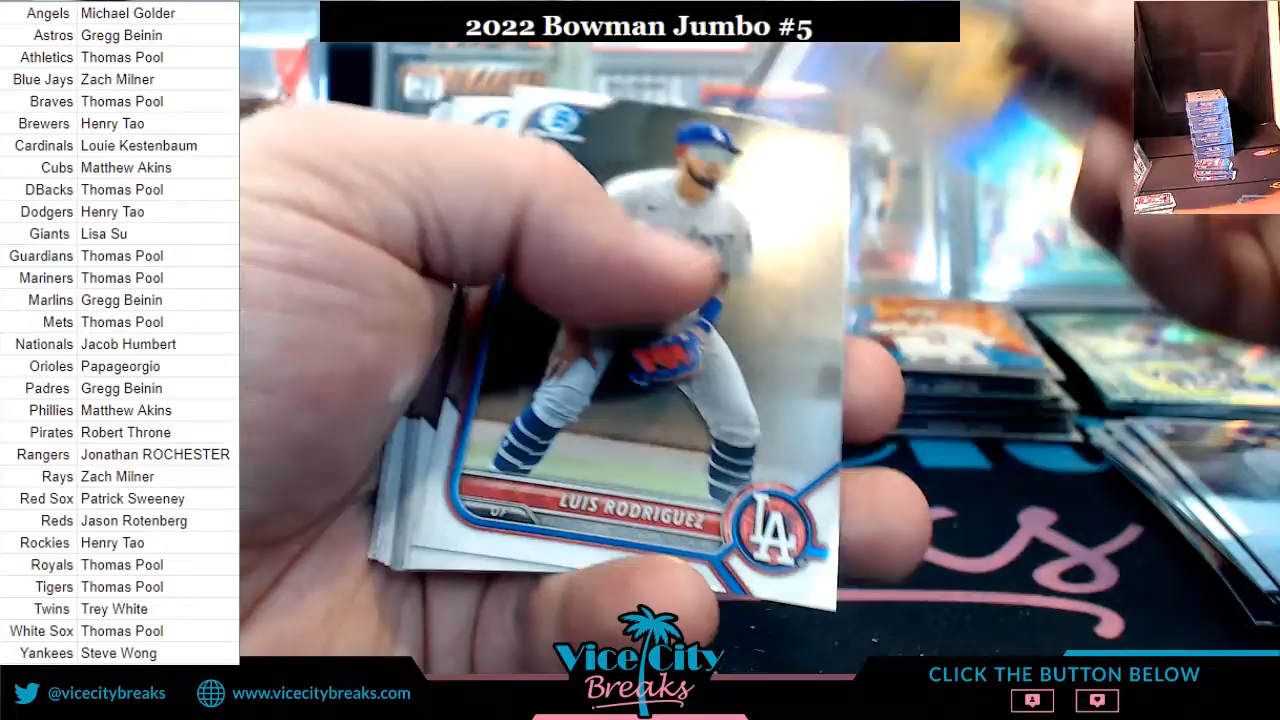 2022 Bowman Jumbo #5
Angels Michael Golder
Astros Gregg Beinin
Athletics Thomas Pool
Blue Jays Zach Milner
Braves Thomas Pool
Brewers Henry Tao
Cardinals Louie Kestenbaum
Cubs Matthew Akins
DBacks Thomas Pool
Dodgers Henry Tao
Giants Lisa Su
Guardians Thomas Pool
Mariners Thomas Pool
Marlins Gregg Beinin
Mets Thomas Pool
Nationals Jacob Humbert
Orioles Papageorgio
Padres Gregg Beinin
Phillies Matthew Akins
Pirates Robert Throne
Rangers Jonathan ROCHESTER
Rays Zach Milner
Red Sox Patrick Sweeney
Reds Jason Rotenberg
Rockies Henry Tao
Royals Thomas Pool
Tigers Thomas Pool
Twins Trey White
White Sox Thomas Pool
Yankees Steve Wong
LUIS RODRIGUEZ
OF
LA
@vicecitybreaks
www.vicecitybreaks.com
Vice City
Breaks
CLICK THE BUTTON BELOW